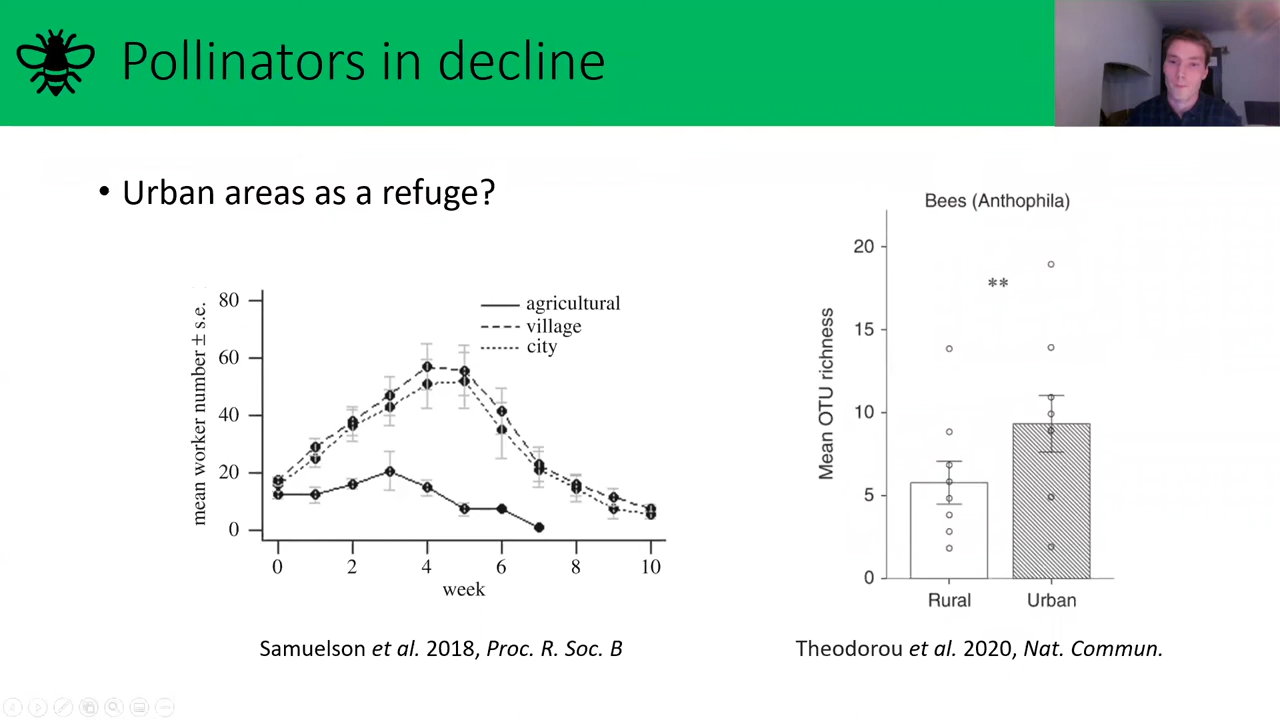 Pollinators in decline
• Urban areas as a refuge?
mean worker number ± s.e.
80
60
40
20
0
agricultural
village
city
0 2 4 6 8 10
week
Samuelson et al. 2018, Proc. R. Soc. B
Bees (Anthophila)
Mean OTU richness
20
15
10
5
0
**
Rural Urban
Theodorou et al. 2020, Nat. Commun.